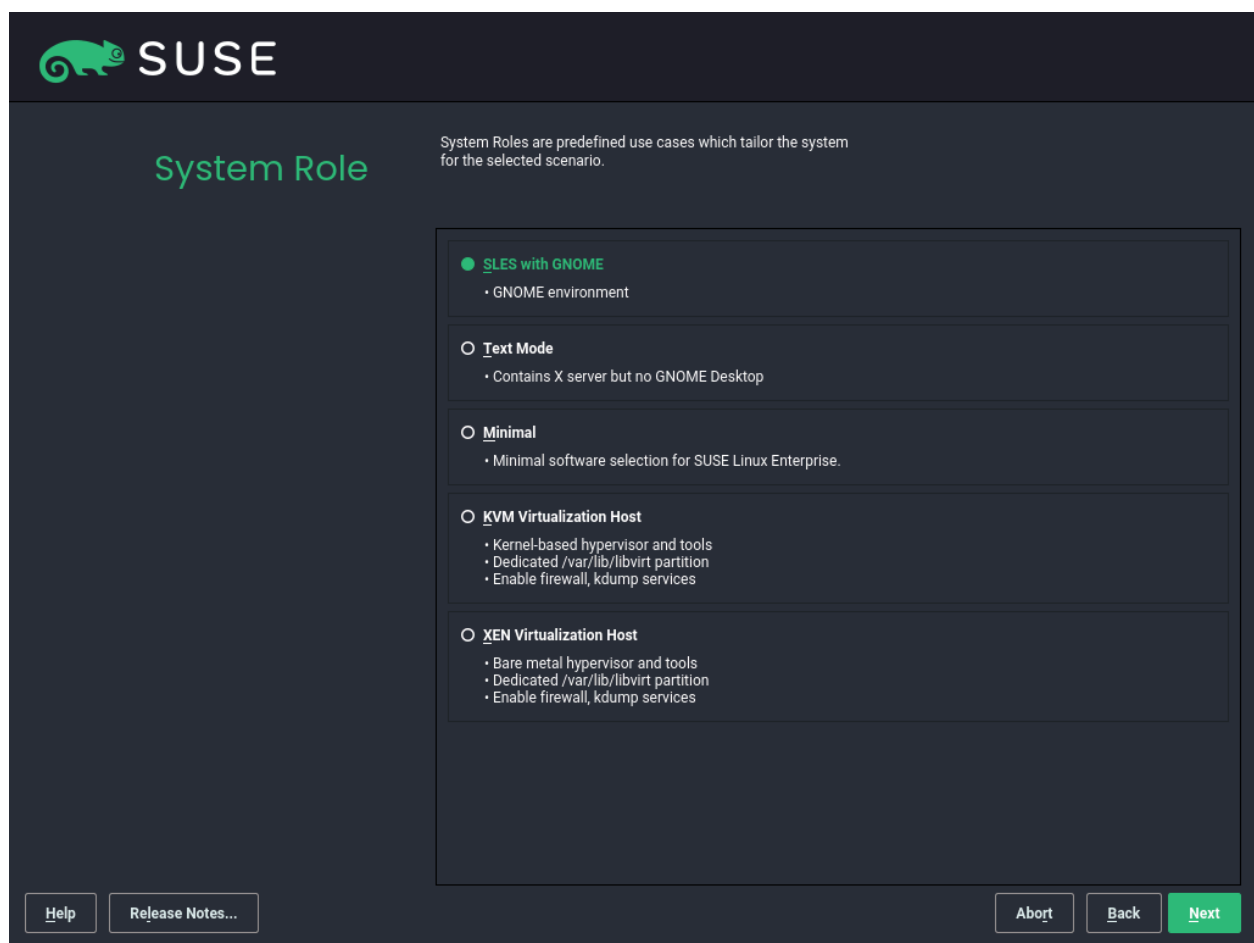 SUSE
System Role
System Roles are predefined use cases which tailor the system
for the selected scenario.
SLES with GNOME
• GNOME environment
Text Mode
• Contains X server but no GNOME Desktop
Minimal
• Minimal software selection for SUSE Linux Enterprise.
KVM Virtualization Host
• Kernel-based hypervisor and tools
• Dedicated /var/lib/libvirt partition
• Enable firewall, kdump services
XEN Virtualization Host
• Bare metal hypervisor and tools
• Dedicated /var/lib/libvirt partition
• Enable firewall, kdump services
Help
Release Notes...
Abort
Back
Next